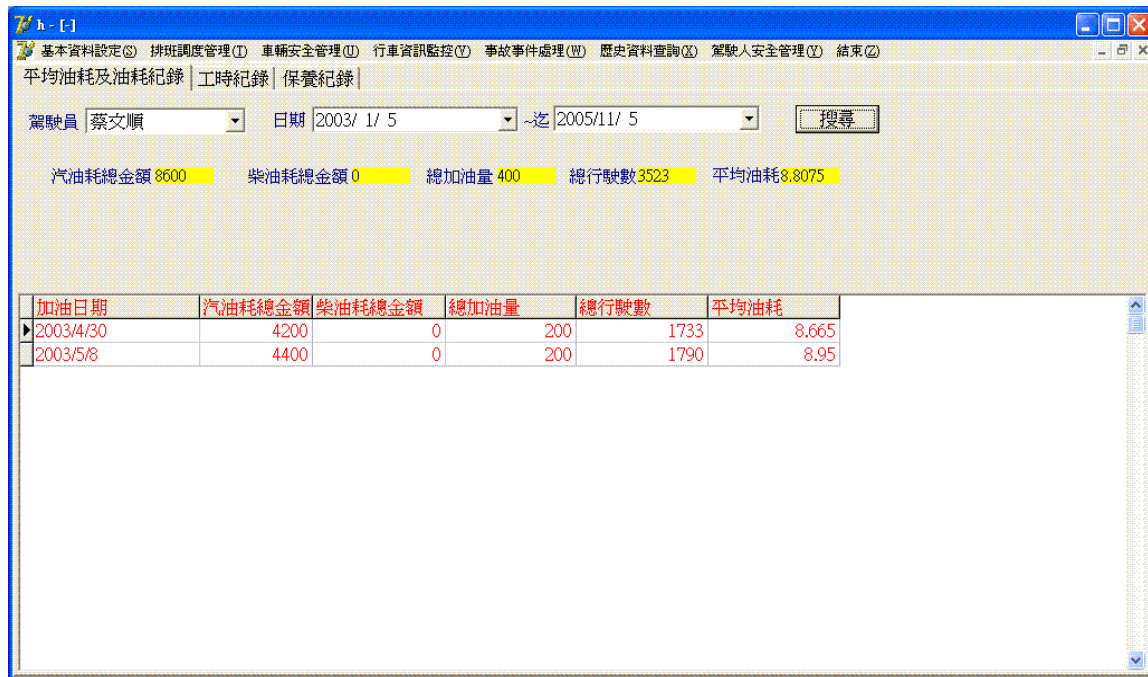 h - [-]
基本資料設定(S) 排班調度管理(T) 車輛安全管理(U) 行車資訊監控(V) 事故事件處理(W) 歷史資料查詢(X) 駕駛人安全管理(Y) 結束(Z)
平均油耗及油耗紀錄 工時紀錄 保養紀錄
駕駛員 蔡文順 日期 2003/ 1/ 5 ~迄 2005/11/ 5 搜尋
汽油耗總金額 8600 柴油耗總金額 0 總加油量 400 總行駛數 3523 平均油耗 8.8075
加油日期 汽油耗總金額 柴油耗總金額 總加油量 總行駛數 平均油耗
2003/4/30 4200 0 200 1733 8.665
2003/5/8 4400 0 200 1790 8.95